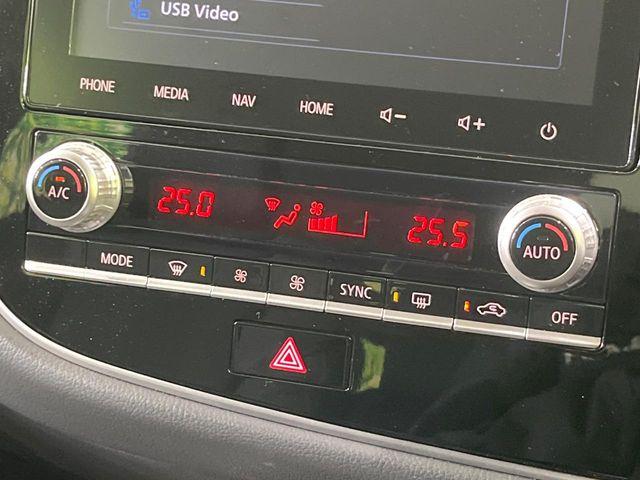 USB Video
PHONE MEDIA NAV HOME
A/C 25.0 25.5 AUTO
MODE SYNC OFF